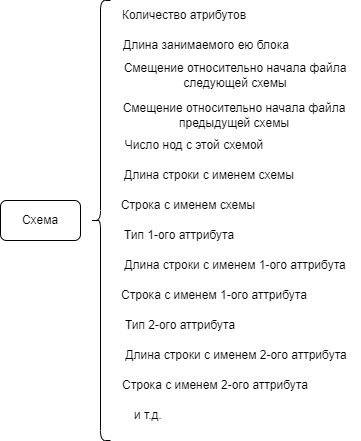 Количество атрибутов
Длина занимаемого ею блока
Смещение относительно начала файла
следующей схемы
Смещение относительно начала файла
предыдущей схемы
Число нод с этой схемой
Длина строки с именем схемы
Схема
Строка с именем схемы
Тип 1-ого аттрибута
Длина строки с именем 1-ого аттрибута
Строка с именем 1-ого аттрибута
Тип 2-ого аттрибута
Длина строки с именем 2-ого аттрибута
Строка с именем 2-ого аттрибута
и т.д.